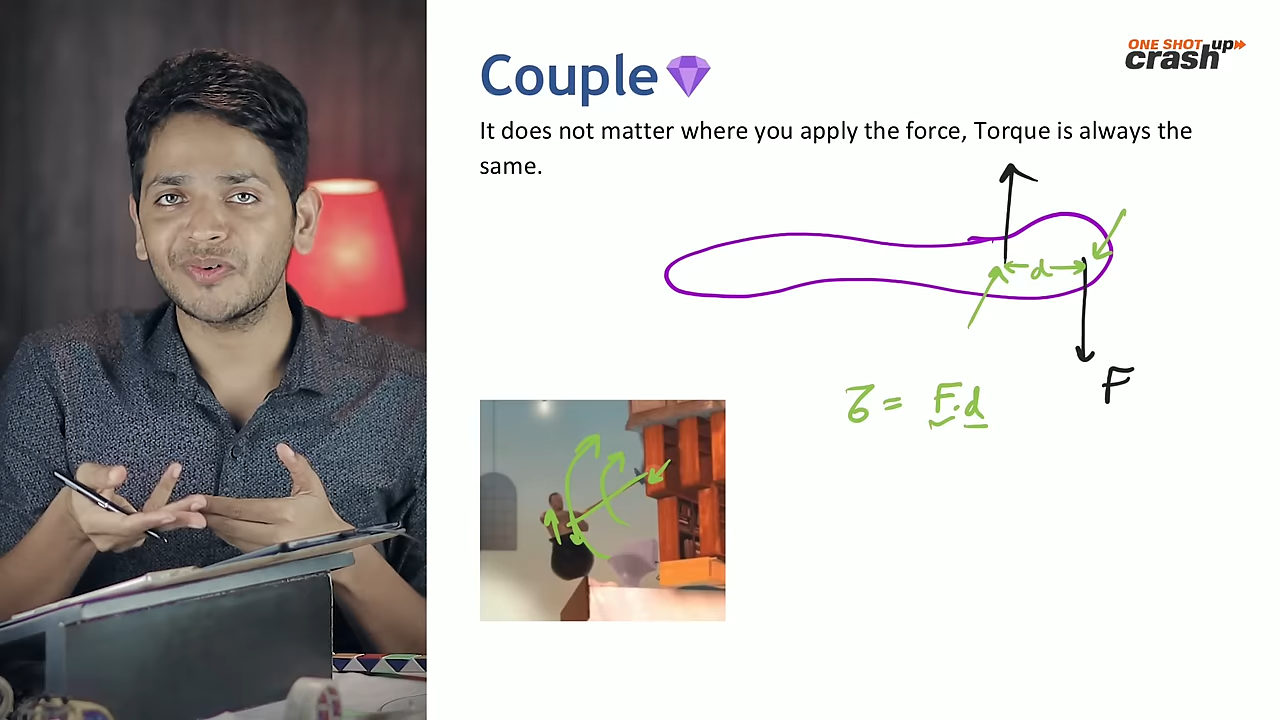 ONE SHOT
crash up
Couple
It does not matter where you apply the force, Torque is always the
same.
d
F
τ = F.d